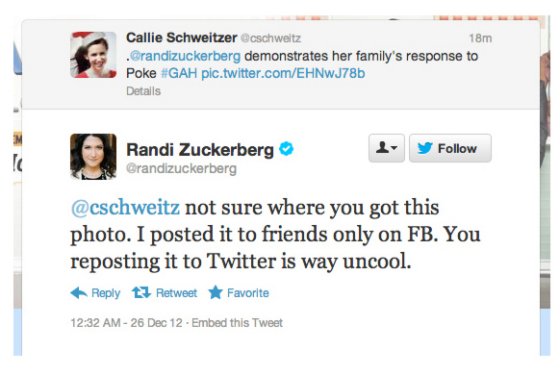 Callie Schweitzer @cschweitz 18m
.@randizuckerberg demonstrates her family's response to
Poke #GAH pic.twitter.com/EHNwJ78b
Details
Randi Zuckerberg
@randizuckerberg
Follow
@cschweitz not sure where you got this
photo. I posted it to friends only on FB. You
reposting it to Twitter is way uncool.
Reply Retweet Favorite
12:32 AM - 26 Dec 12 · Embed this Tweet